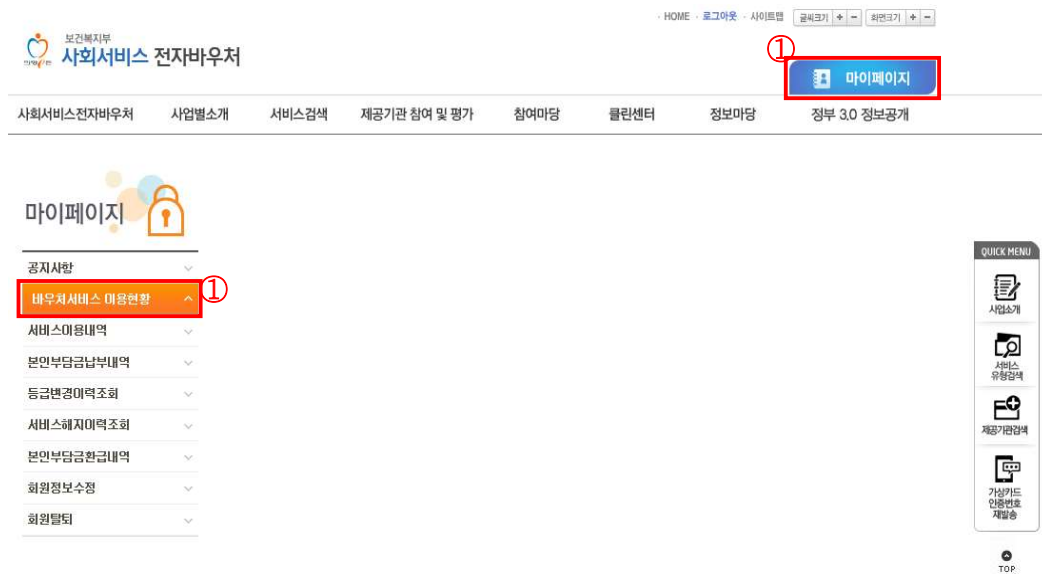 · HOME · 로그아웃 · 사이트맵 글씨크기 + - 화면크기 + -
보건복지부
사회서비스 전자바우처
①
마이페이지
사회서비스전자바우처 사업별소개 서비스검색 제공기관 참여 및 평가 참여마당 클린센터 정보마당 정부 3.0 정보공개
마이페이지
공지사항
바우처서비스 이용현황
①
서비스이용내역
본인부담금납부내역
등급변경이력조회
서비스해지이력조회
본인부담금환급내역
회원정보수정
회원탈퇴
QUICK MENU
사업소개
서비스
유형검색
제공기관검색
가상카드
인증번호
재발송
TOP